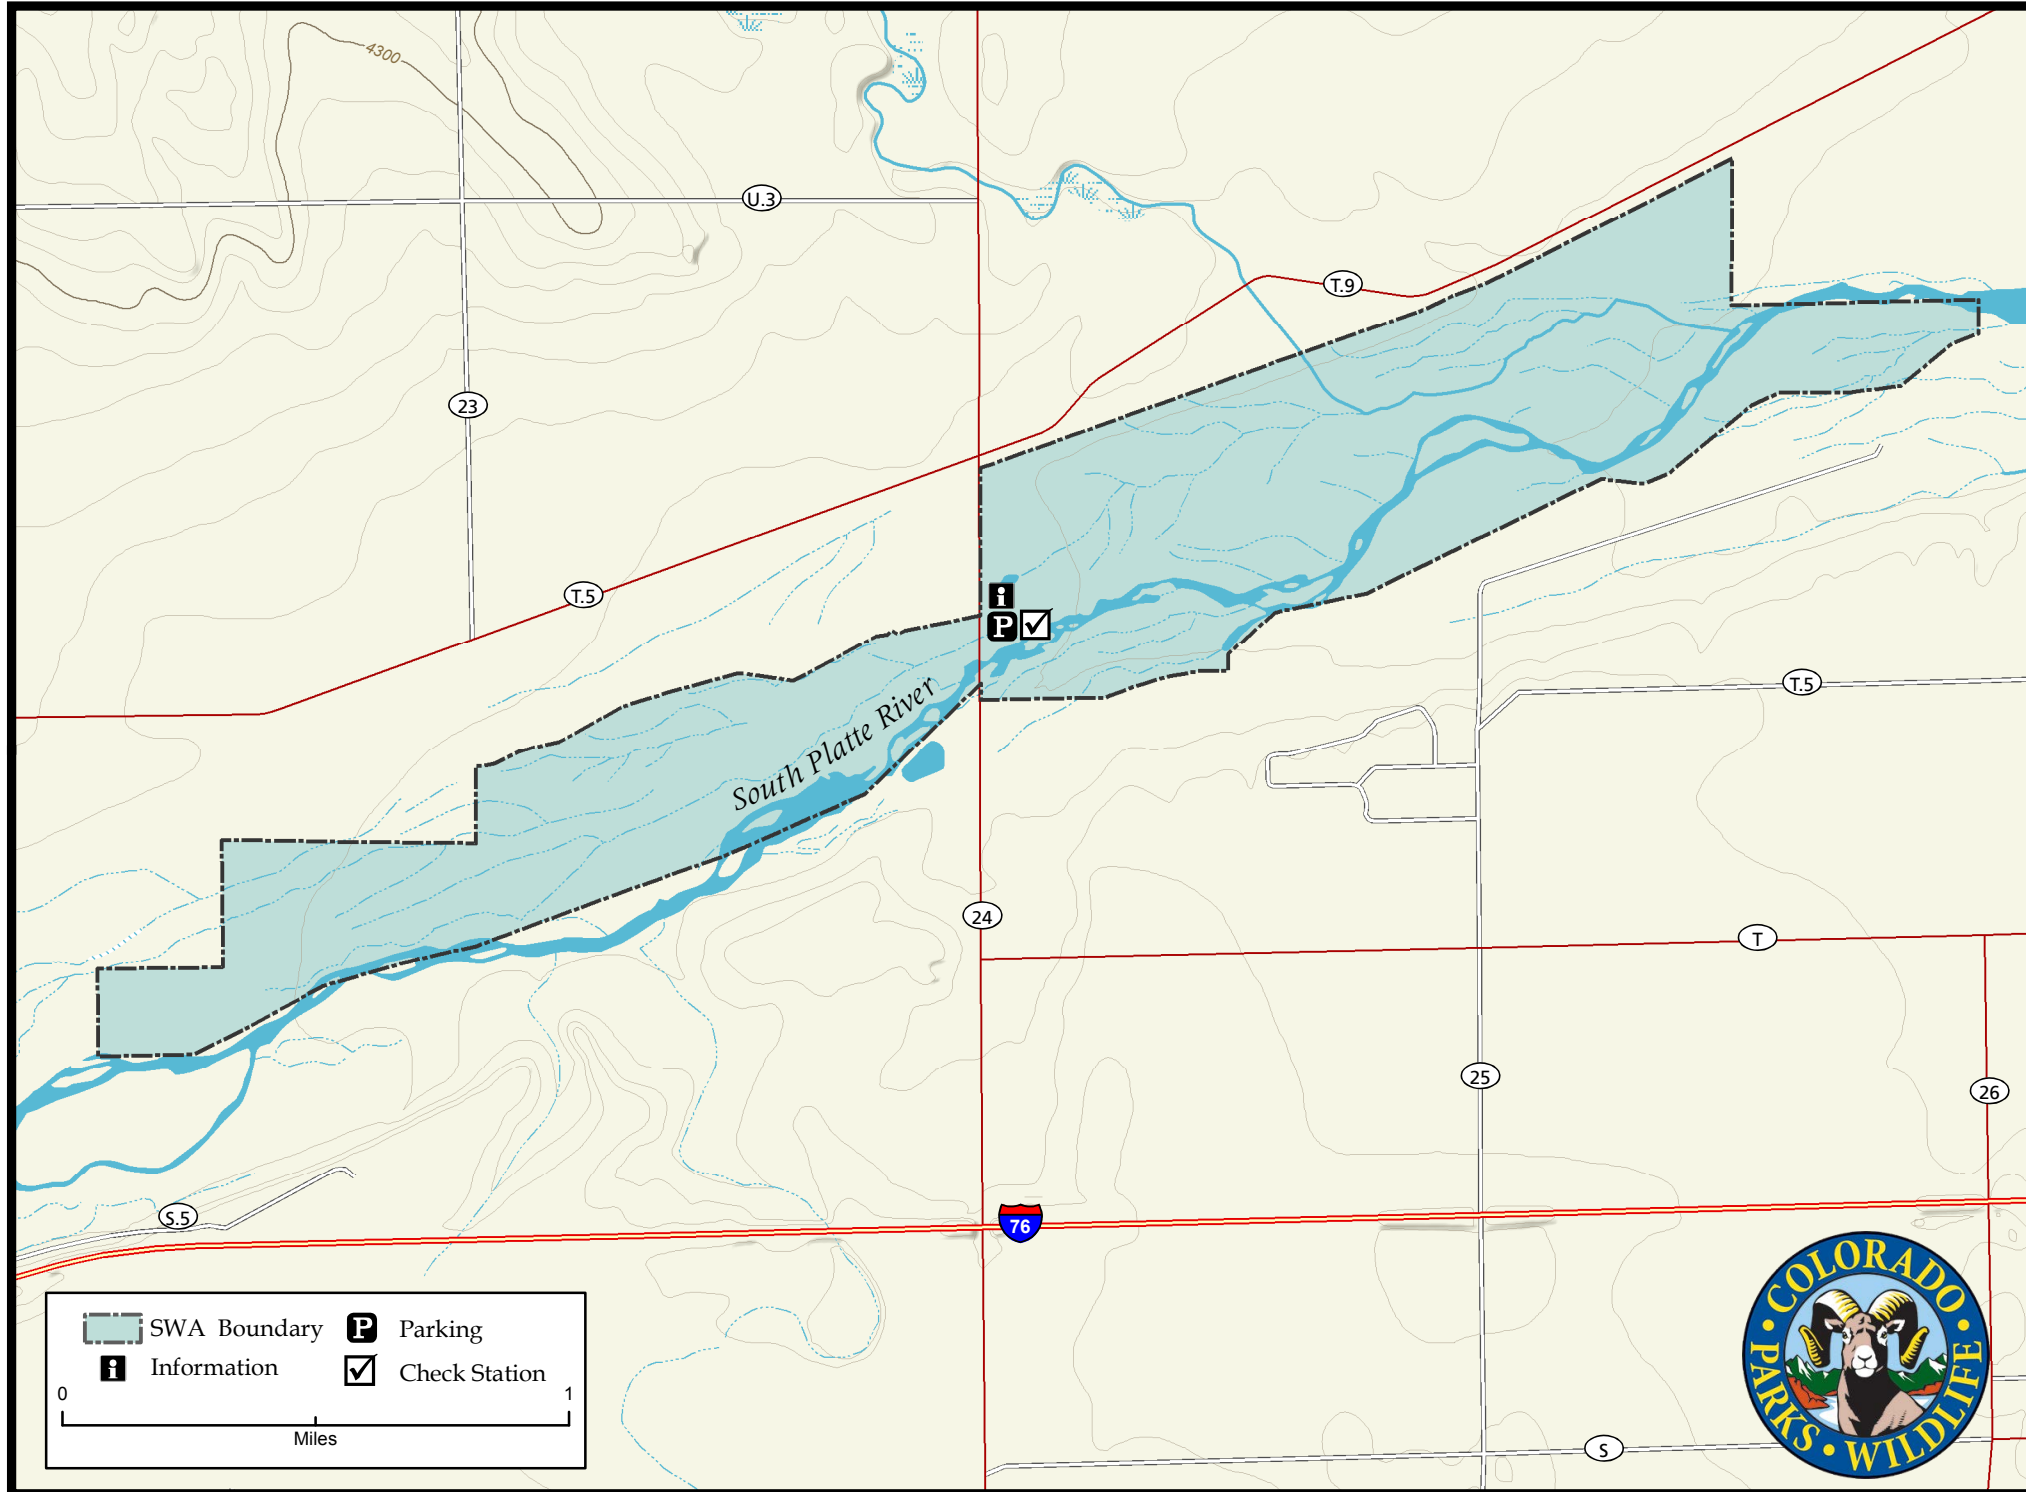 4300
U.3
T.9
23
T.5
i
P
South Platte River
T.5
24
T
25
26
S.5
76
SWA Boundary
P Parking
i Information
Check Station
0 1
Miles
S
COLORADO
PARKS • WILDLIFE